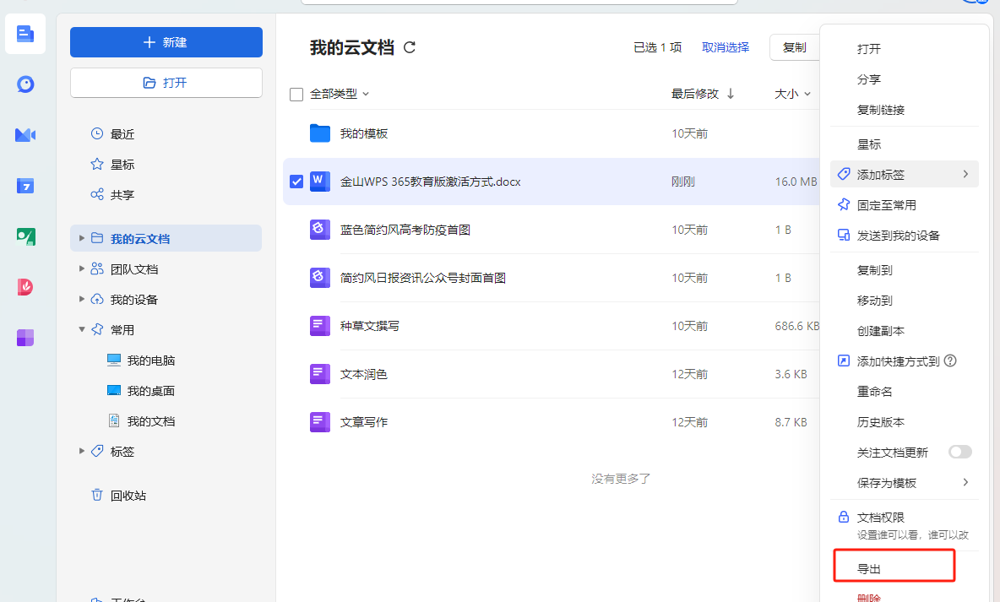 新建
打开
最近
星标
共享
我的云文档
团队文档
我的设备
常用
我的电脑
我的桌面
我的文档
标签
回收站
工作台
7
我的云文档
已选 1 项 取消选择 复制
全部类型 最后修改 大小
我的模板 10天前
W 金山WPS 365教育版激活方式.docx 刚刚 16.0 MB
蓝色简约风高考防疫首图 10天前 1 B
简约风日报资讯公众号封面首图 10天前 1 B
种草文撰写 10天前 686.6 KB
文本润色 12天前 3.6 KB
文章写作 12天前 8.7 KB
没有更多了
打开
分享
复制链接
星标
添加标签
固定至常用
发送到我的设备
复制到
移动到
创建副本
添加快捷方式到
重命名
历史版本
关注文档更新
保存为模板
文档权限
设置谁可以看，谁可以改
导出
删除